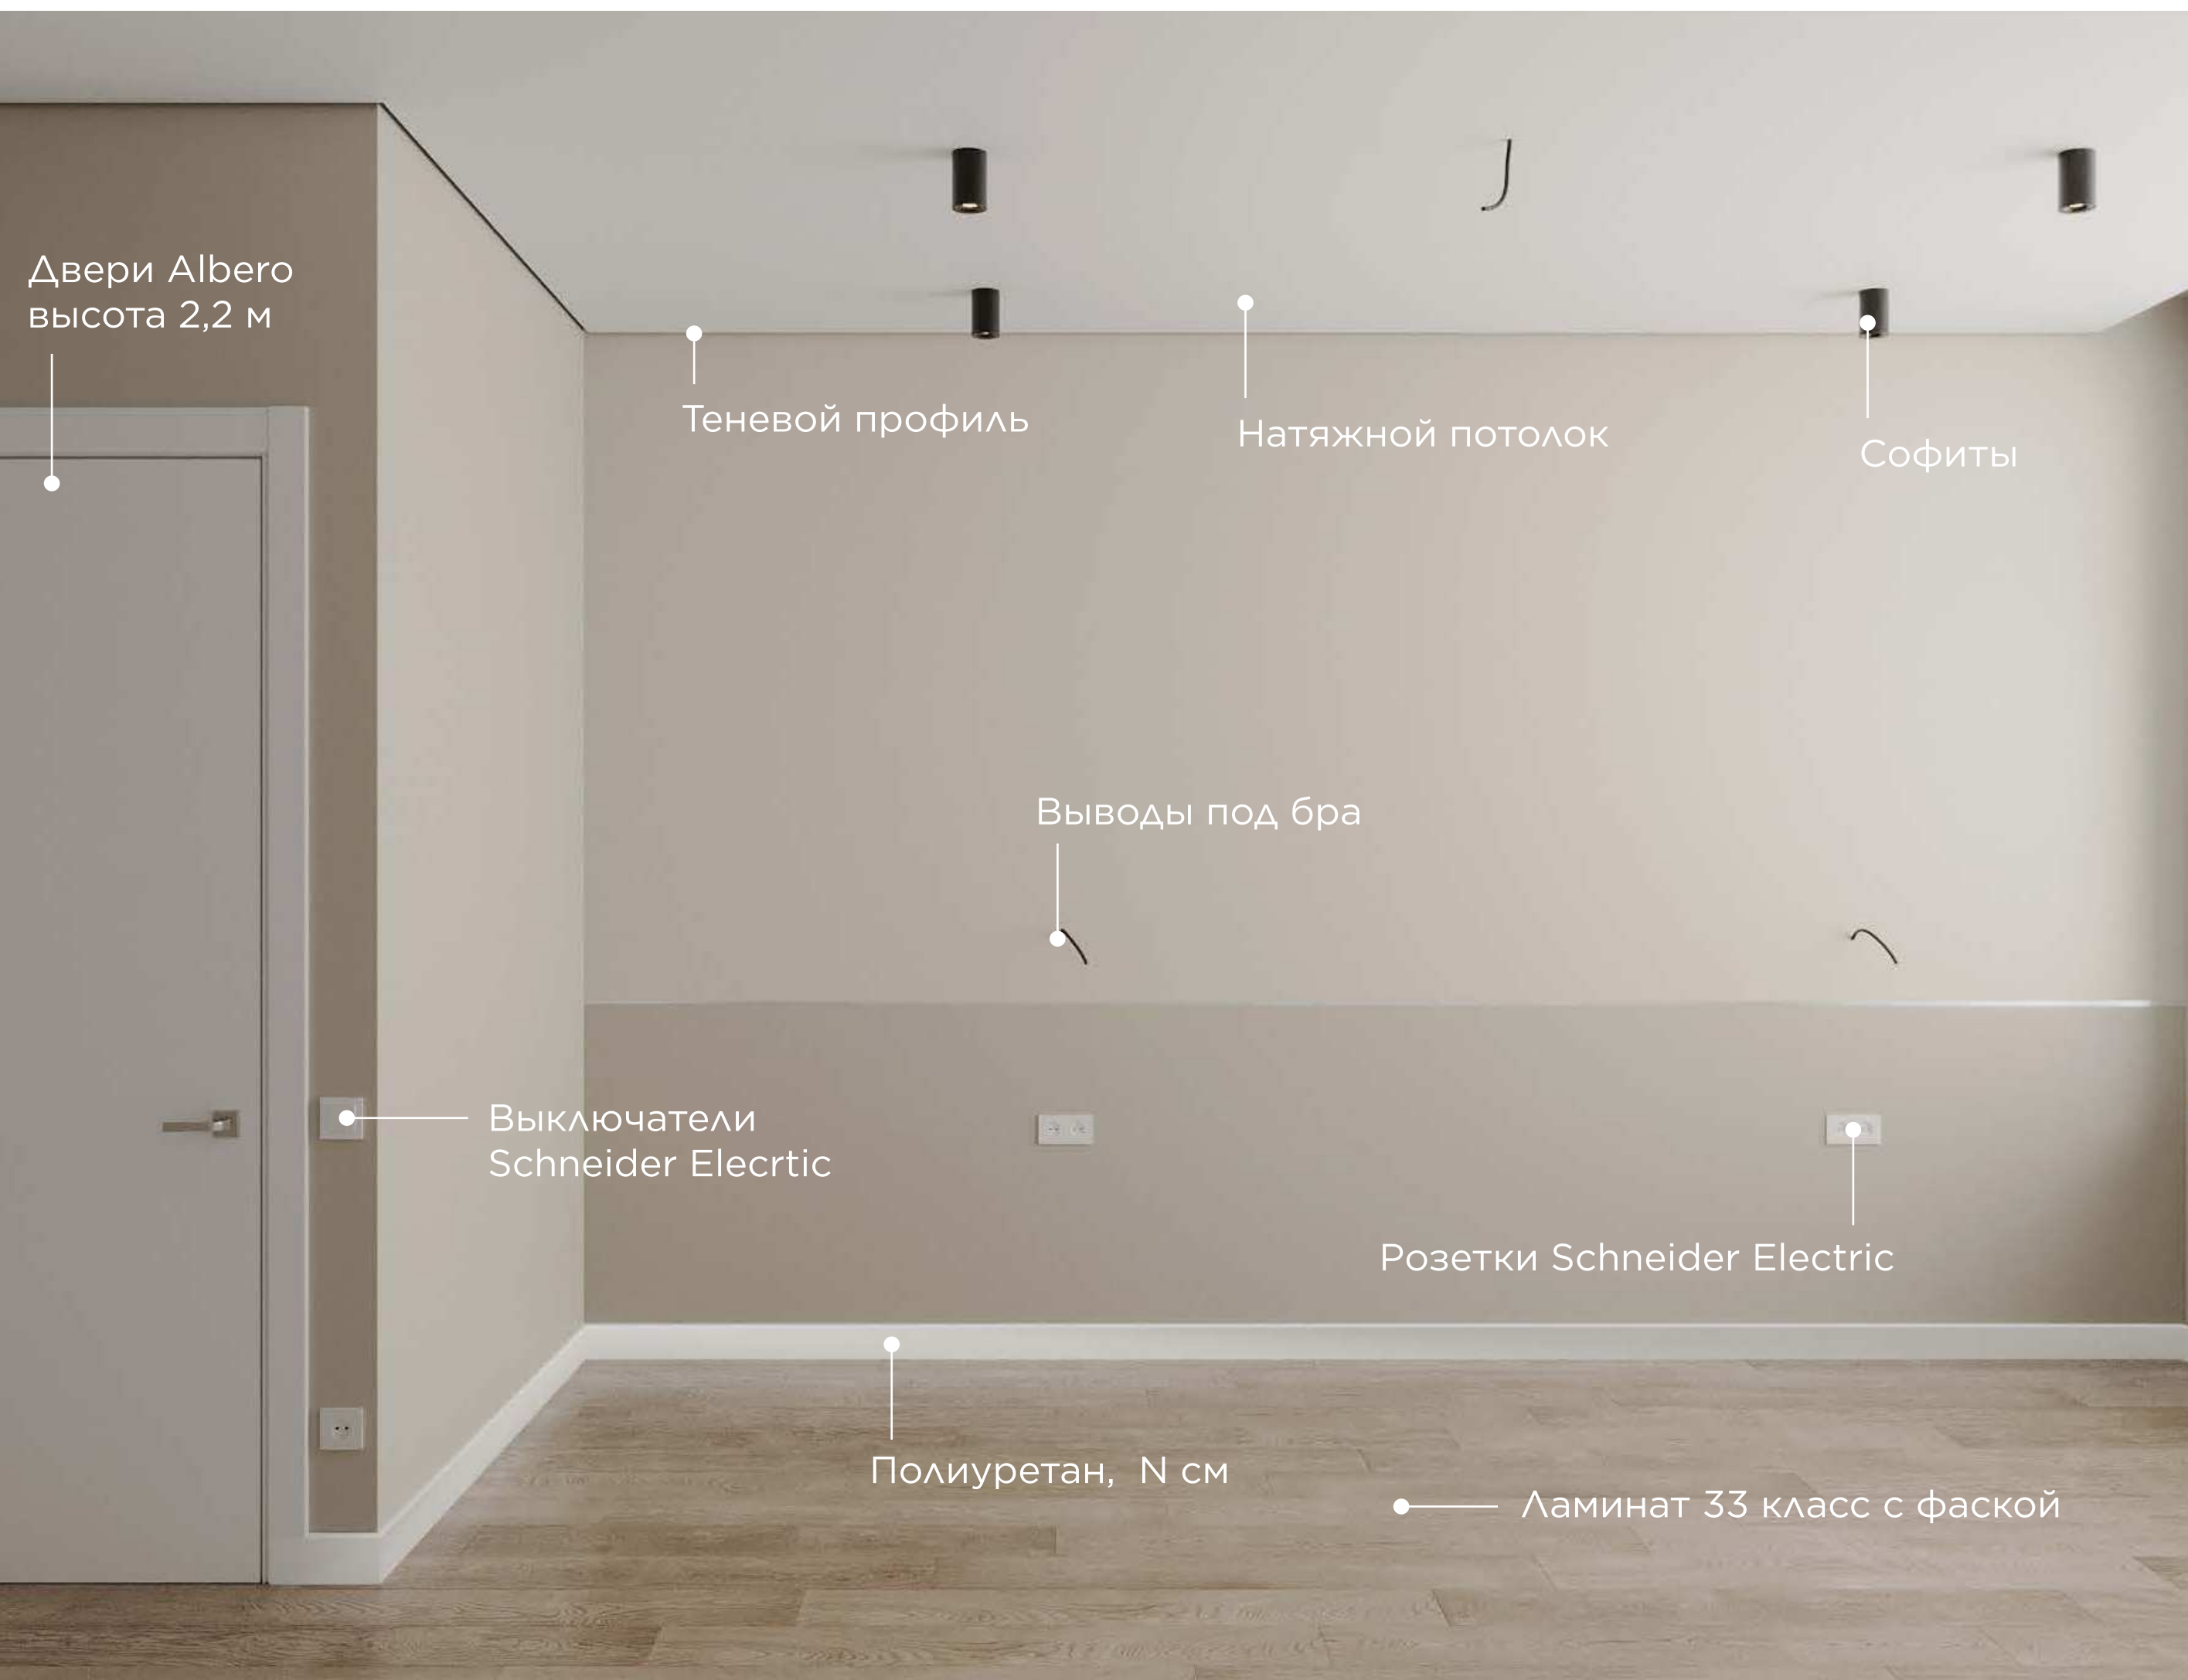 Двери Albero
высота 2,2 м
Теневой профиль
Натяжной потолок
Софиты
Выводы под бра
Выключатели
Schneider Elecrtic
Розетки Schneider Electric
Полиуретан, N см
Ламинат 33 класс с фаской